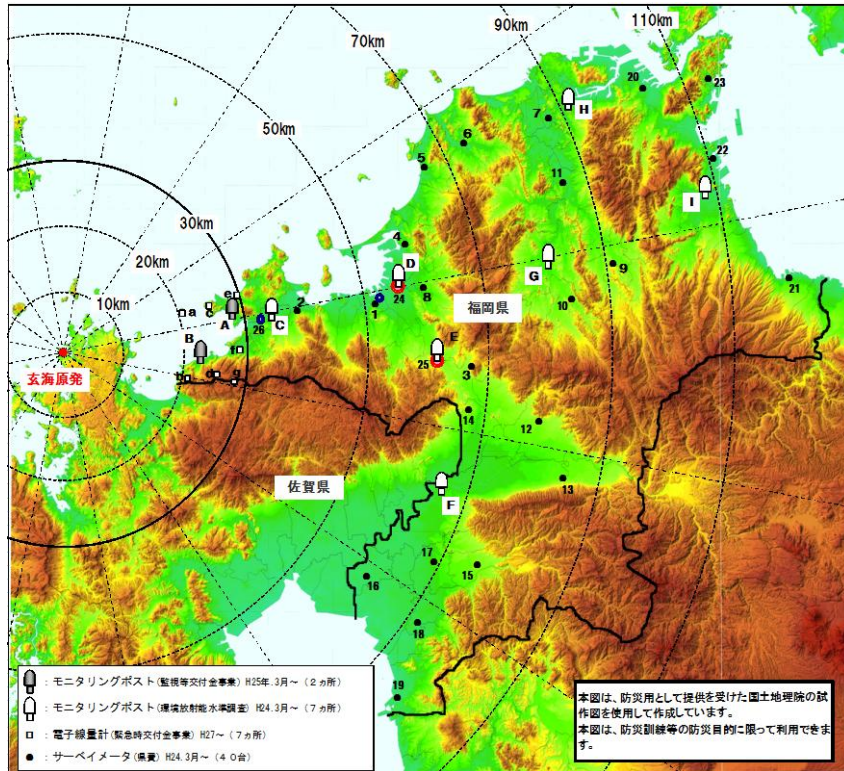 110km
90km
70km
50km
30km
20km
10km
20
23
H
7
6
5
22
11
I
4
D
G
9
24
8
福岡県
10
21
e
a
c
A
26
C
2
1
B
f
E
25
3
玄海原発
b
d
g
14
12
13
佐賀県
F
17
15
16
18
19
：モニタリングポスト(監視等交付金事業)H25年.3月～（２ヵ所）
：モニタリングポスト(環境放射能水準調査)H24.3月～（７ヵ所）
：電子線量計(緊急時交付金事業)H27～（７ヵ所）
：サーベイメータ(県費)H24.3月～（４０台）
本図は、防災用として提供を受けた国土地理院の試
作図を使用して作成しています。
本図は、防災訓練等の防災目的に限って利用できま
す。